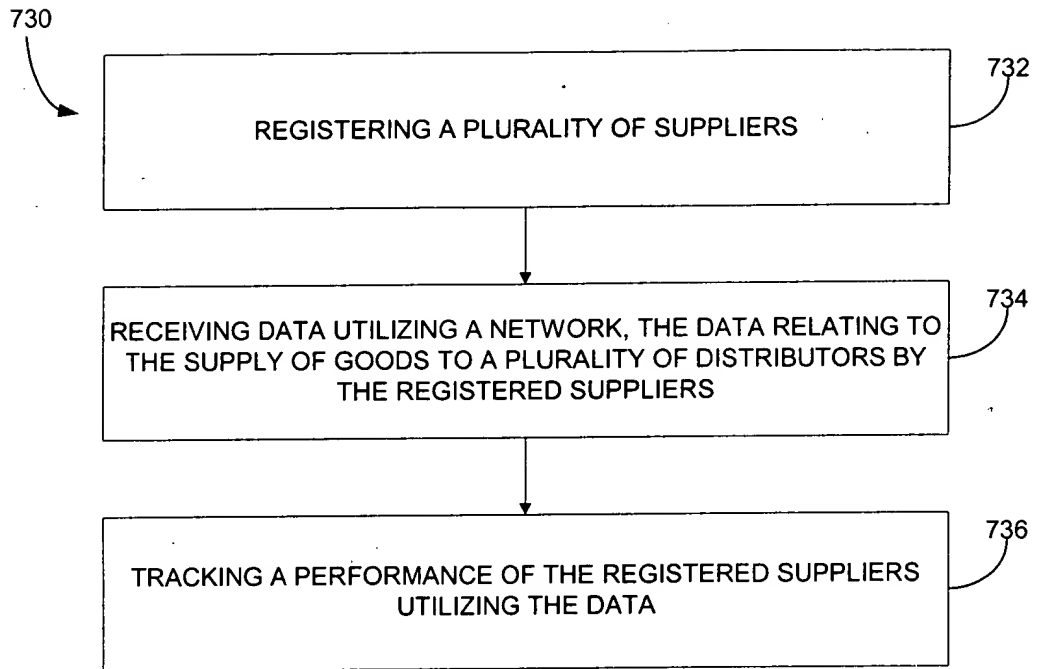 730
732
REGISTERING A PLURALITY OF SUPPLIERS
734
RECEIVING DATA UTILIZING A NETWORK, THE DATA RELATING TO
THE SUPPLY OF GOODS TO A PLURALITY OF DISTRIBUTORS BY
THE REGISTERED SUPPLIERS
736
TRACKING A PERFORMANCE OF THE REGISTERED SUPPLIERS
UTILIZING THE DATA